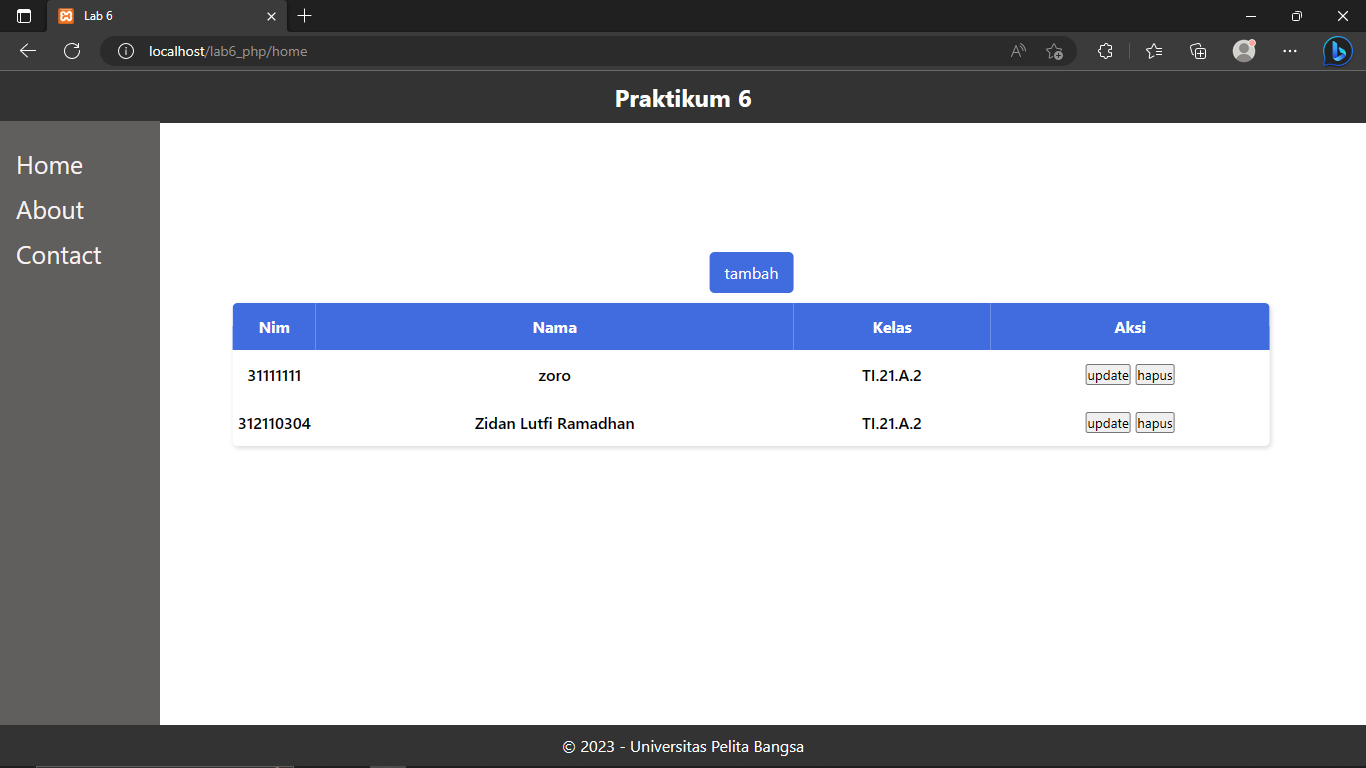 Lab 6
localhost/lab6_php/home
Praktikum 6
Home
About
Contact
tambah
Nim Nama Kelas Aksi
31111111 zoro TI.21.A.2 update hapus
312110304 Zidan Lutfi Ramadhan TI.21.A.2 update hapus
© 2023 - Universitas Pelita Bangsa